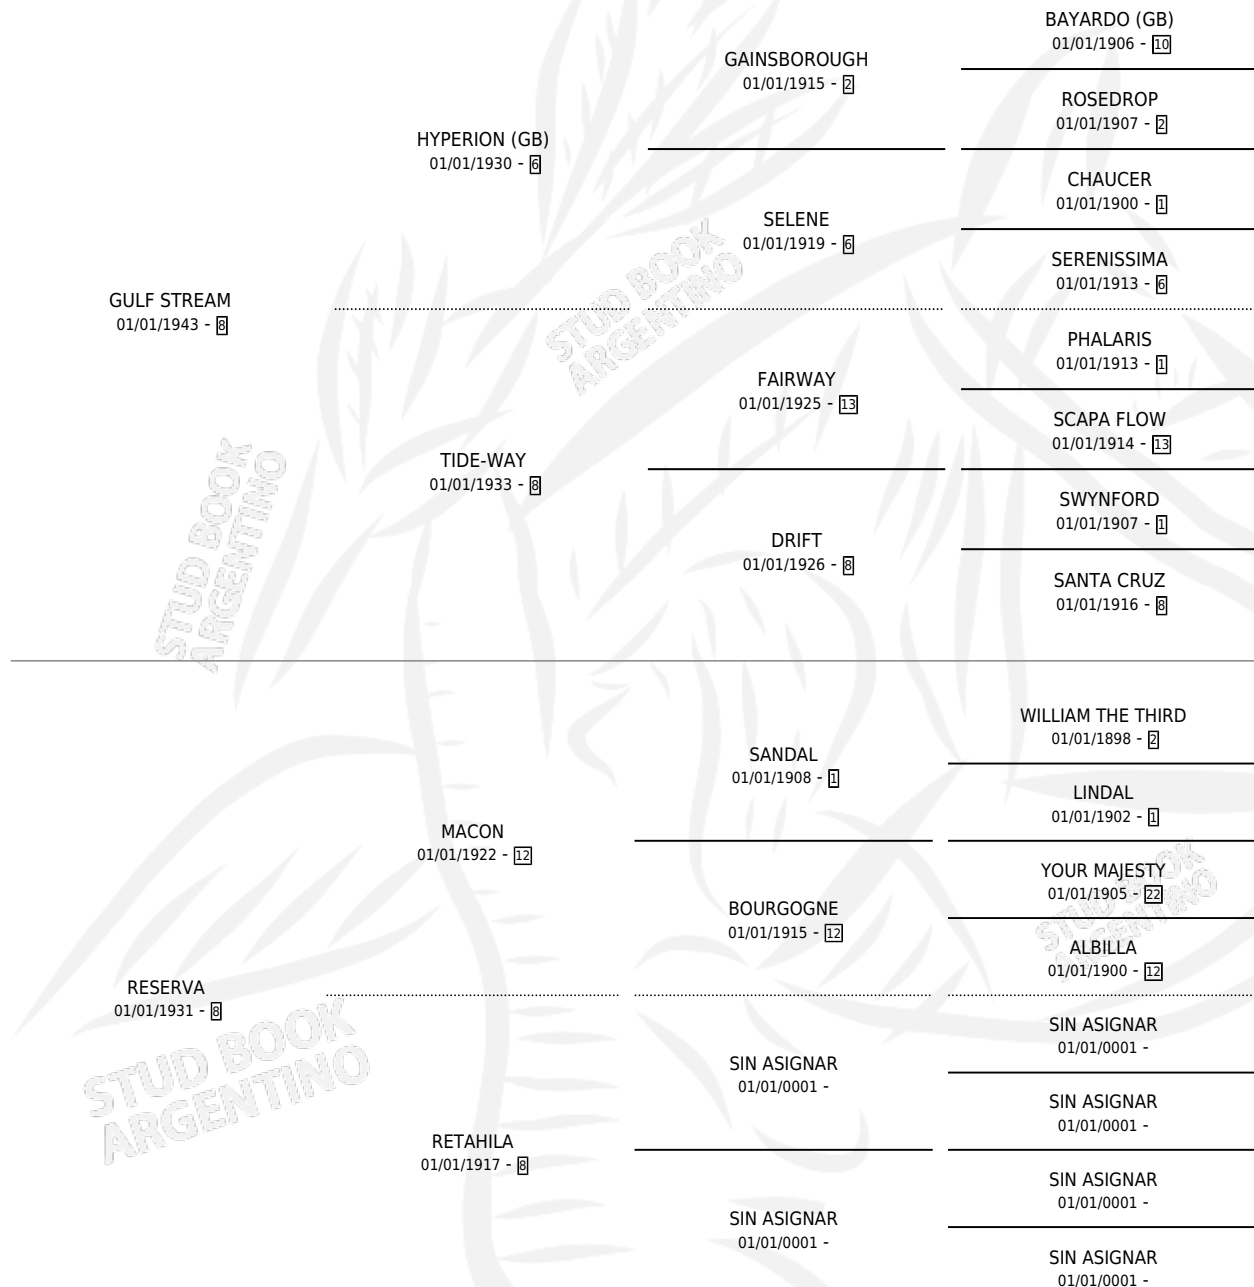 BAYARDO (GB)
01/01/1906 - 10
GAINSBOROUGH
01/01/1915 - 2
ROSEDROP
01/01/1907 - 2
HYPERION (GB)
01/01/1930 - 6
CHAUCER
01/01/1900 - 1
SELENE
01/01/1919 - 6
SERENISSIMA
01/01/1913 - 6
GULF STREAM
01/01/1943 - 8
PHALARIS
01/01/1913 - 1
FAIRWAY
01/01/1925 - 13
SCAPA FLOW
01/01/1914 - 13
TIDE-WAY
01/01/1933 - 8
SWYNFORD
01/01/1907 - 1
DRIFT
01/01/1926 - 8
SANTA CRUZ
01/01/1916 - 8
WILLIAM THE THIRD
01/01/1898 - 2
SANDAL
01/01/1908 - 1
LINDAL
01/01/1902 - 1
MACON
01/01/1922 - 12
YOUR MAJESTY
01/01/1905 - 22
BOURGOGNE
01/01/1915 - 12
ALBILLA
01/01/1900 - 12
RESERVA
01/01/1931 - 8
SIN ASIGNAR
01/01/0001 -
SIN ASIGNAR
01/01/0001 -
SIN ASIGNAR
01/01/0001 -
RETAHILA
01/01/1917 - 8
SIN ASIGNAR
01/01/0001 -
SIN ASIGNAR
01/01/0001 -
SIN ASIGNAR
01/01/0001 -
STUD BOOK
ARGENTINO
STUD BOOK
ARGENTINO
STUD BOOK
ARGENTINO
STUD BOOK
ARGENTINO